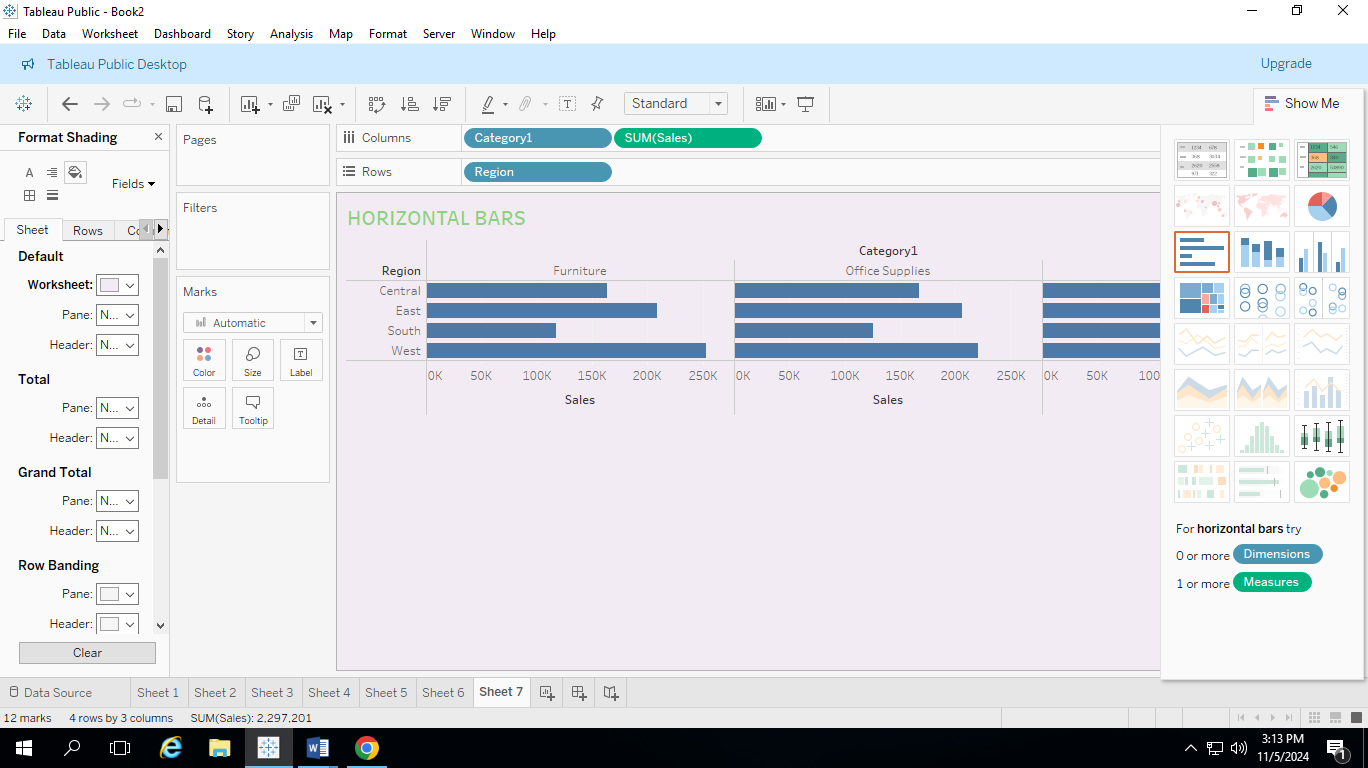 Tableau Public - Book2
File Data Worksheet Dashboard Story Analysis Map Format Server Window Help
Tableau Public Desktop
Upgrade
Standard
Show Me
Format Shading
Fields
Sheet Rows
Default
Worksheet:
Pane: N...
Header: N...
Total
Pane: N...
Header: N...
Grand Total
Pane: N...
Header: N...
Row Banding
Pane:
Header:
Clear
Pages
Filters
Marks
Automatic
Color Size Label
Detail Tooltip
Columns Category1 SUM(Sales)
Rows Region
HORIZONTAL BARS
Category1
Region Furniture Office Supplies
Central
East
South
West
0K 50K 100K 150K 200K 250K 0K 50K 100K 150K 200K 250K 0K 50K
Sales Sales
For horizontal bars try
0 or more Dimensions
1 or more Measures
Data Source Sheet 1 Sheet 2 Sheet 3 Sheet 4 Sheet 5 Sheet 6 Sheet 7
12 marks 4 rows by 3 columns SUM(Sales): 2,297,201
3:13 PM
11/5/2024
1